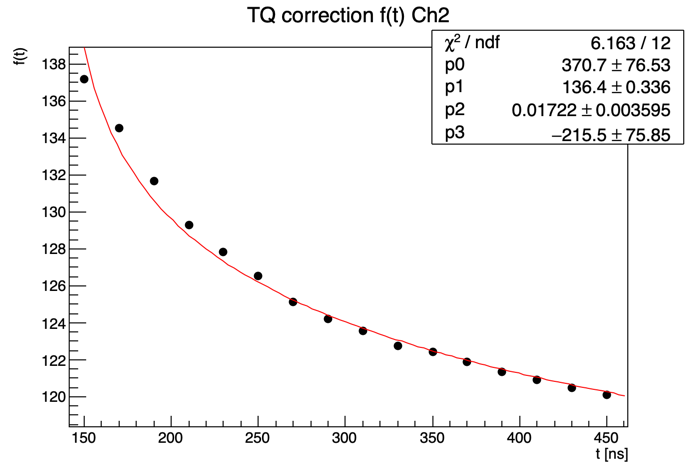 TQ correction f(t) Ch2
χ² / ndf 6.163 / 12
p0 370.7 ± 76.53
p1 136.4 ± 0.336
p2 0.01722 ± 0.003595
p3 −215.5 ± 75.85
f(t)
138
136
134
132
130
128
126
124
122
120
150 200 250 300 350 400 450
t [ns]